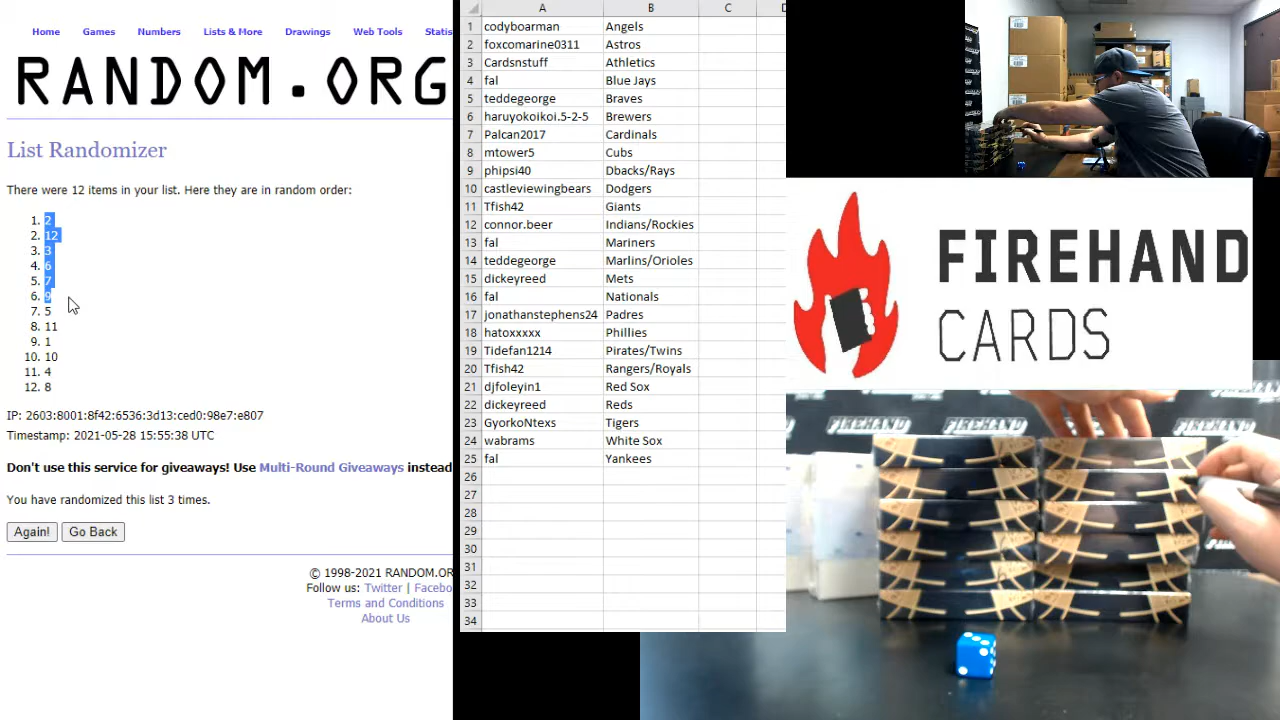 Home Games Numbers Lists & More Drawings Web Tools Statis
RANDOM.ORG
List Randomizer
There were 12 items in your list. Here they are in random order:
1. 2
2. 12
3. 3
4. 6
5. 7
6. 9
7. 5
8. 11
9. 1
10. 10
11. 4
12. 8
IP: 2603:8001:8f42:6536:3d13:ced0:98e7:e807
Timestamp: 2021-05-28 15:55:38 UTC
Don't use this service for giveaways! Use Multi-Round Giveaways instead
You have randomized this list 3 times.
Again! Go Back
© 1998-2021 RANDOM.OR
Follow us: Twitter | Facebo
Terms and Conditions
About Us
A B C D
1 codyboarman Angels
2 foxcomarine0311 Astros
3 Cardsnstuff Athletics
4 fal Blue Jays
5 teddegeorge Braves
6 haruyokoikoi.5-2-5 Brewers
7 Palcan2017 Cardinals
8 mtower5 Cubs
9 phipsi40 Dbacks/Rays
10 castleviewingbears Dodgers
11 Tfish42 Giants
12 connor.beer Indians/Rockies
13 fal Mariners
14 teddegeorge Marlins/Orioles
15 dickeyreed Mets
16 fal Nationals
17 jonathanstephens24 Padres
18 hatoxxxxx Phillies
19 Tidefan1214 Pirates/Twins
20 Tfish42 Rangers/Royals
21 djfoleyin1 Red Sox
22 dickeyreed Reds
23 GyorkoNtexs Tigers
24 wabrams White Sox
25 fal Yankees
26
27
28
29
30
31
32
33
34
FIREHAND
CARDS
FIREHAND